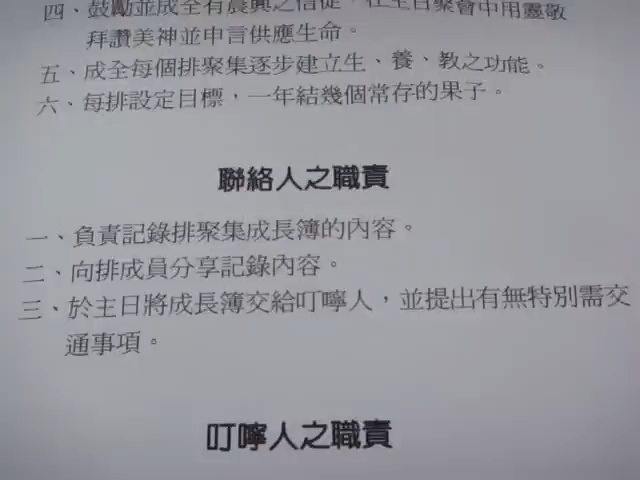 四、鼓勵並成全有晨興之信徒，在主日聚會中用靈敬
拜讚美神並申言供應生命。
五、成全每個排聚集逐步建立生、養、教之功能。
六、每排設定目標，一年結幾個常存的果子。
聯絡人之職責
一、負責記錄排聚集成長簿的內容。
二、向排成員分享記錄內容。
三、於主日將成長簿交給叮嚀人，並提出有無特別需交
通事項。
叮嚀人之職責